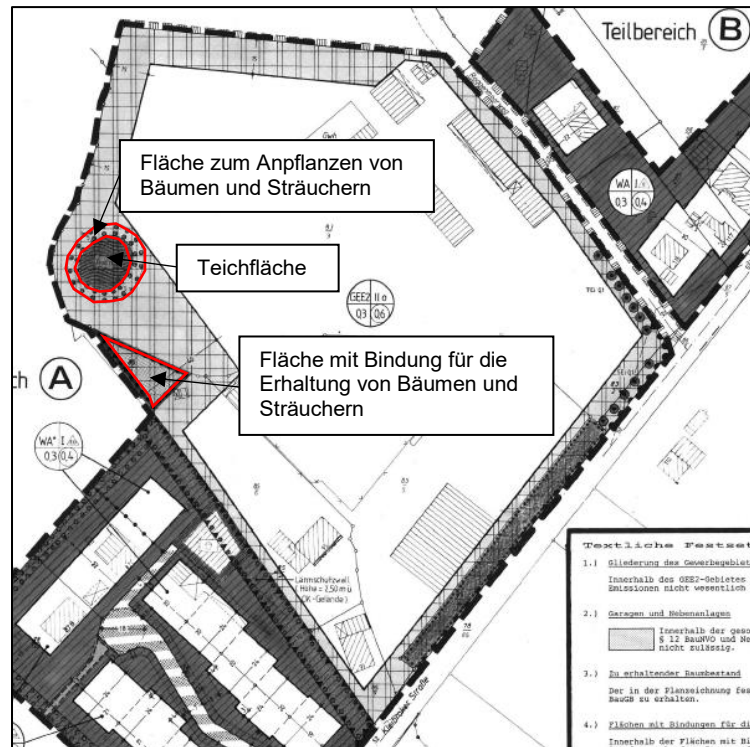 Teilbereich B
Fläche zum Anpflanzen von
Bäumen und Sträuchern
WA I
0,3 0,4
Teichfläche
GEE2 II o
0,3 0,6
Fläche mit Bindung für die
Erhaltung von Bäumen und
Sträuchern
ch A
WA* I
0,3 0,4
Lärmschutzwall
(Höhe = 2,50 m ü.
OK-Gelände)
St. Kleibroker Straße
Textliche Festset
1.) Gliederung des Gewerbegebiet
Innerhalb des GEE2-Gebietes
Emissionen nicht wesentlich
2.) Garagen und Nebenanlagen
Innerhalb der gesc
§ 12 BauNVO und Ne
nicht zulässig.
3.) Zu erhaltender Baumbestand
Der in der Planzeichnung fes
BauGB zu erhalten.
4.) Flächen mit Bindungen für di
Innerhalb der Flächen mit Bi